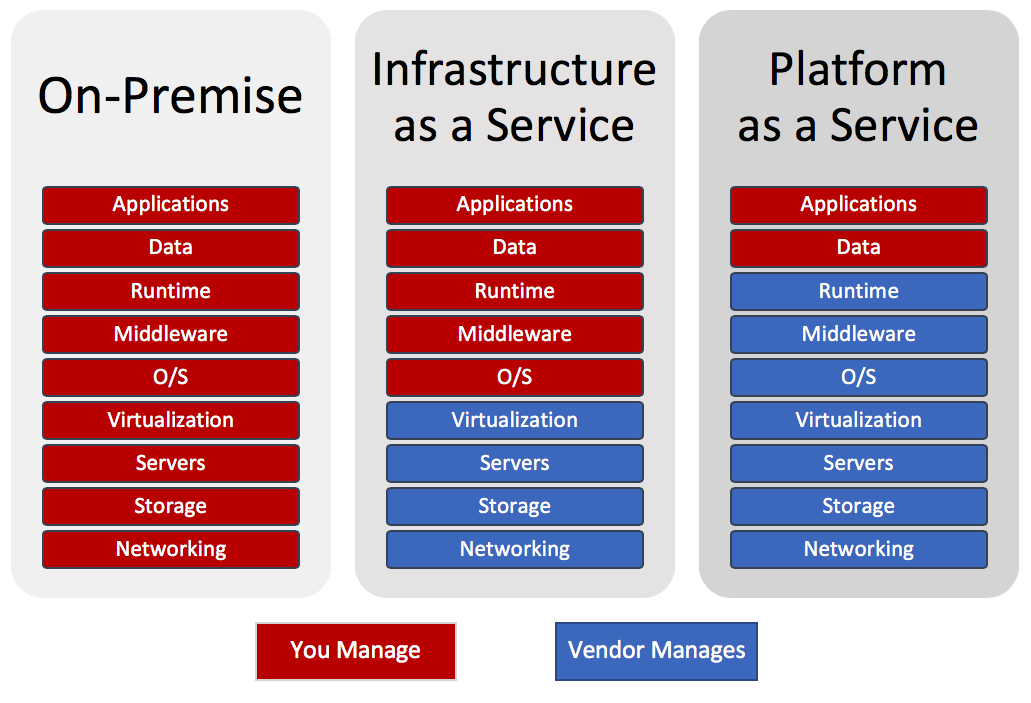 On-Premise
Applications
Data
Runtime
Middleware
O/S
Virtualization
Servers
Storage
Networking
Infrastructure
as a Service
Applications
Data
Runtime
Middleware
O/S
Virtualization
Servers
Storage
Networking
Platform
as a Service
Applications
Data
Runtime
Middleware
O/S
Virtualization
Servers
Storage
Networking
You Manage
Vendor Manages